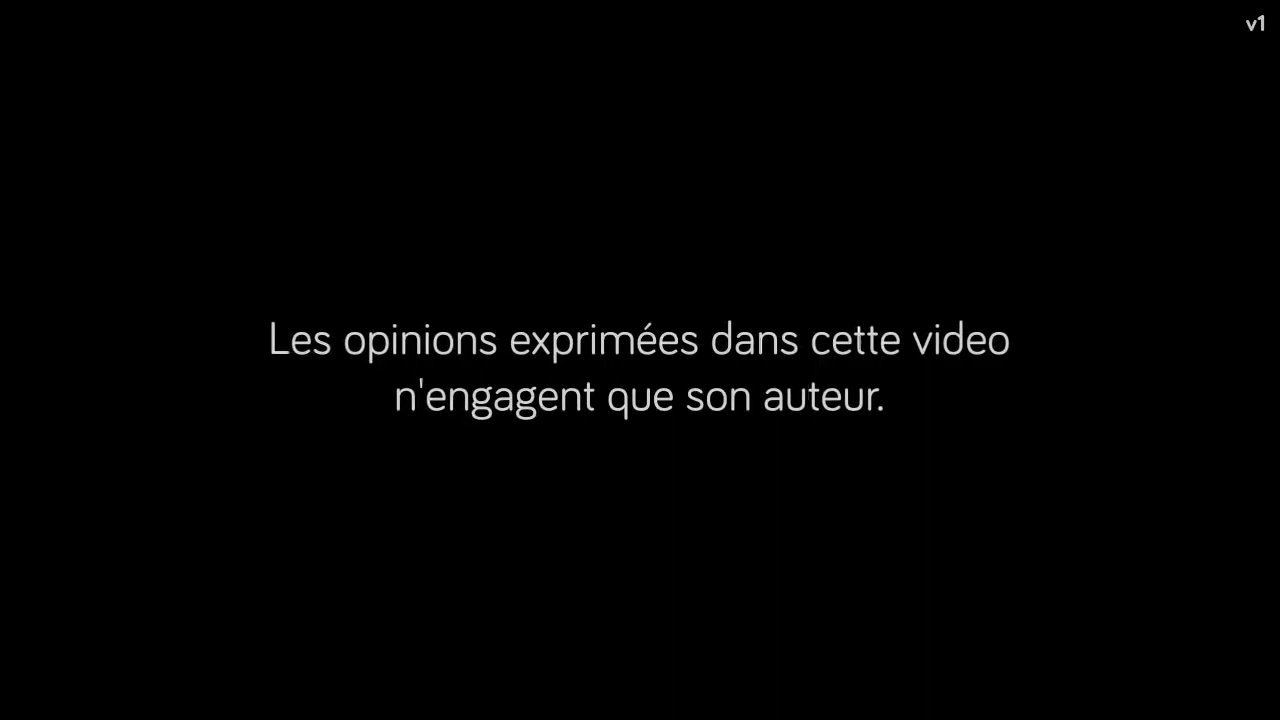 v1
Les opinions exprimées dans cette video
n'engagent que son auteur.